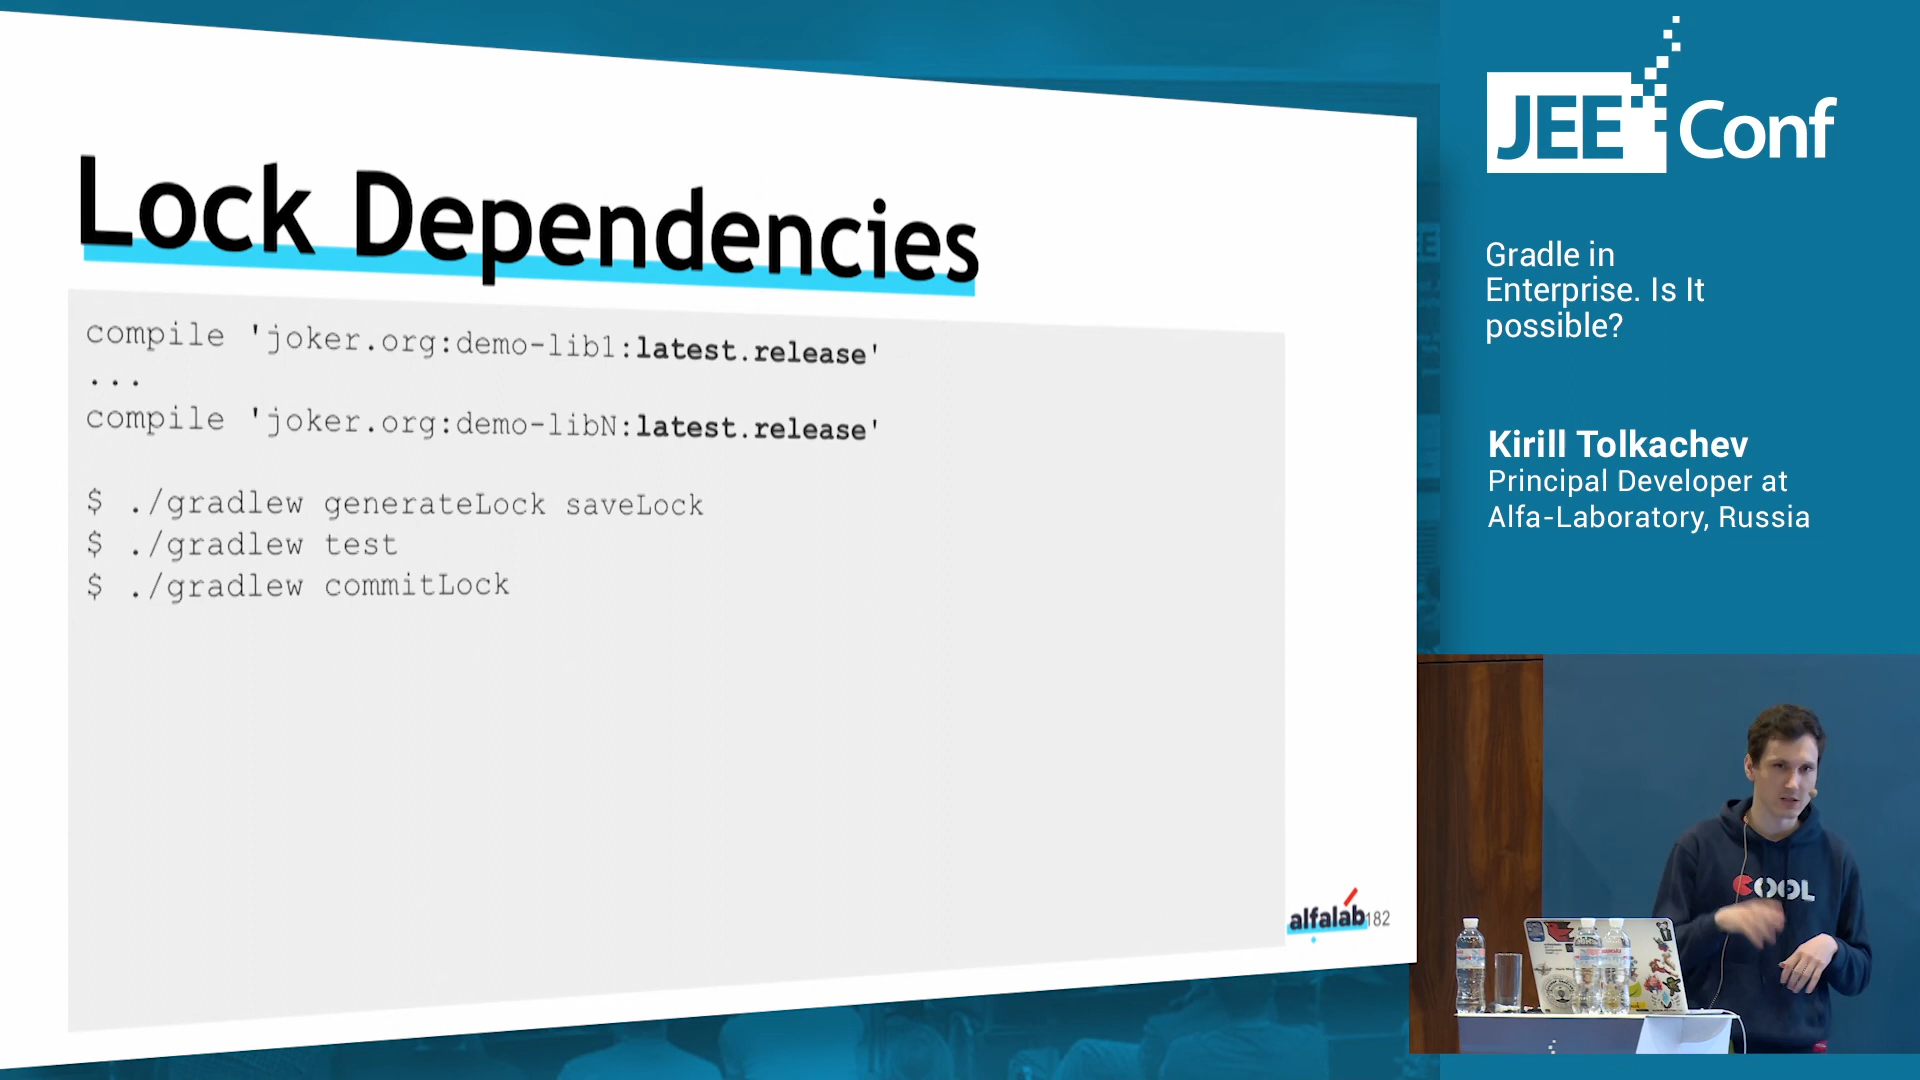 Lock Dependencies
compile 'joker.org:demo-lib1:latest.release'
...
compile 'joker.org:demo-libN:latest.release'
$ ./gradlew generateLock saveLock
$ ./gradlew test
$ ./gradlew commitLock
alfalab 182
JEE Conf
Gradle in
Enterprise. Is It
possible?
Kirill Tolkachev
Principal Developer at
Alfa-Laboratory, Russia
COOL